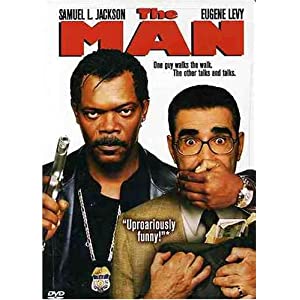 SAMUEL L. JACKSON
EUGENE LEVY
The
MAN
One guy walks the walk.
The other talks and talks.
"Uproariously
funny!"*
DVD